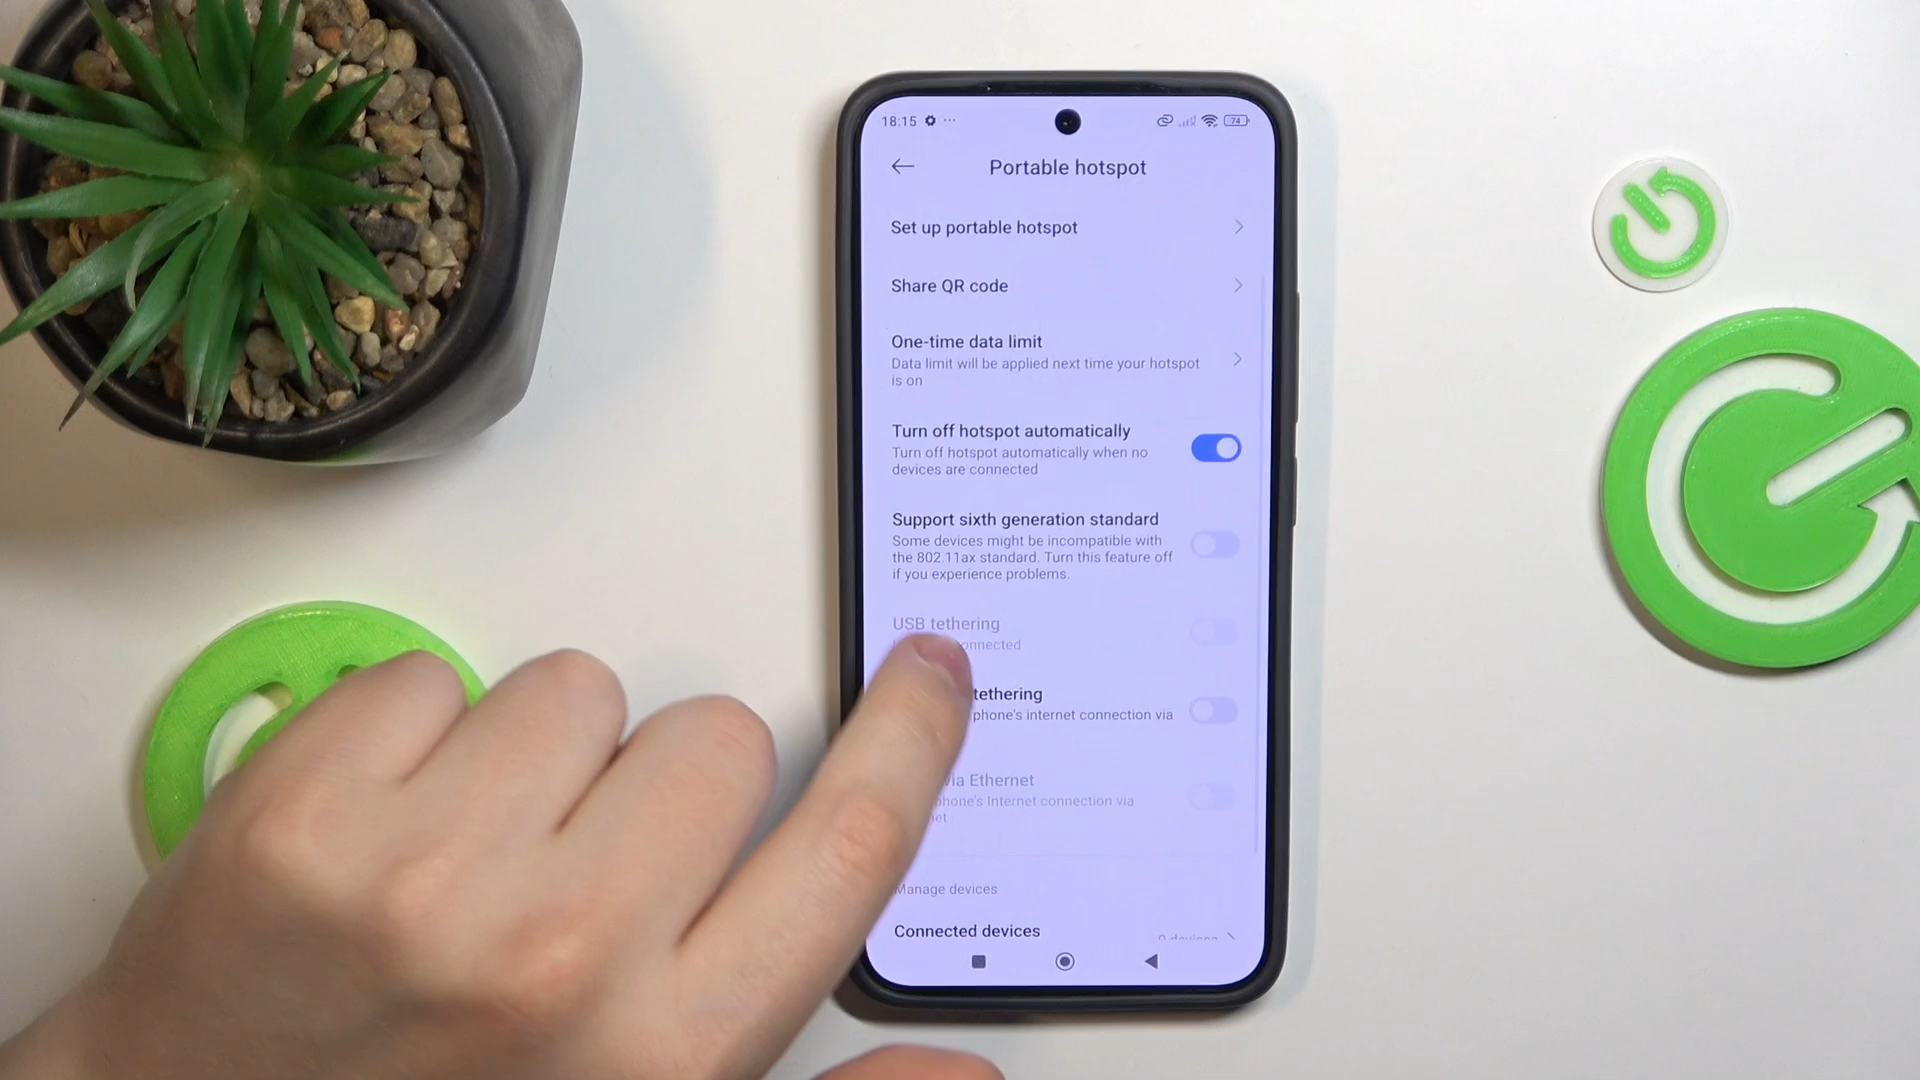 18:15
74
Portable hotspot
Set up portable hotspot
Share QR code
One-time data limit
Data limit will be applied next time your hotspot
is on
Turn off hotspot automatically
Turn off hotspot automatically when no
devices are connected
Support sixth generation standard
Some devices might be incompatible with
the 802.11ax standard. Turn this feature off
if you experience problems.
USB tethering
tethering
phone's internet connection via
via Ethernet
phone's Internet connection via
Manage devices
Connected devices